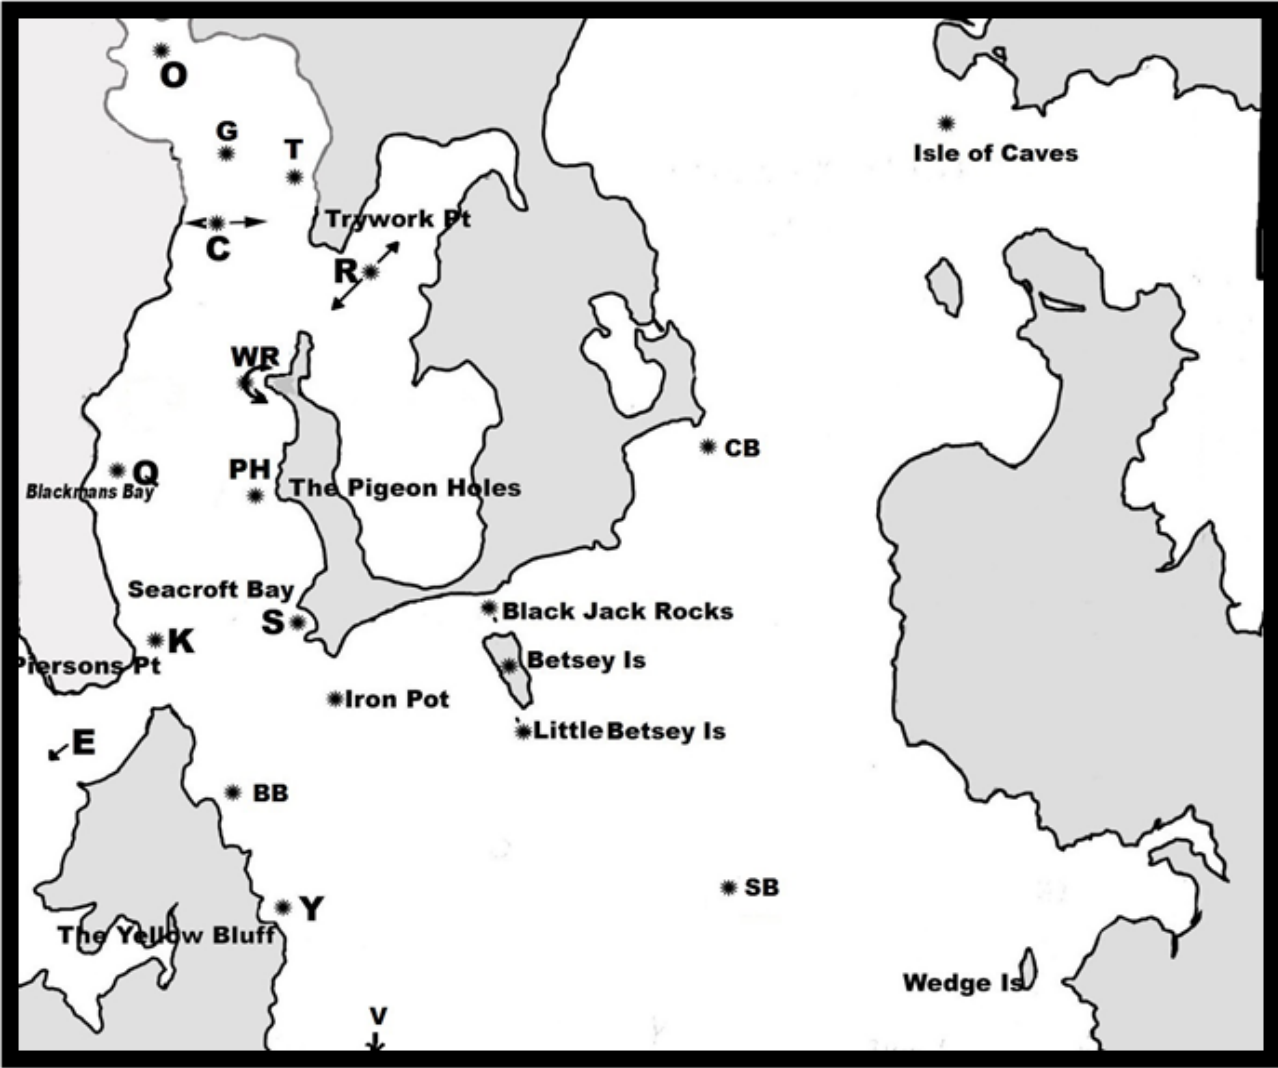 O
G
T
Isle of Caves
Trywork Pt
C
R
WR
CB
Q
PH
Blackmans Bay
The Pigeon Holes
Seacroft Bay
S
Black Jack Rocks
K
Piersons Pt
Betsey Is
Iron Pot
Little Betsey Is
E
BB
SB
Y
The Yellow Bluff
Wedge Is
V